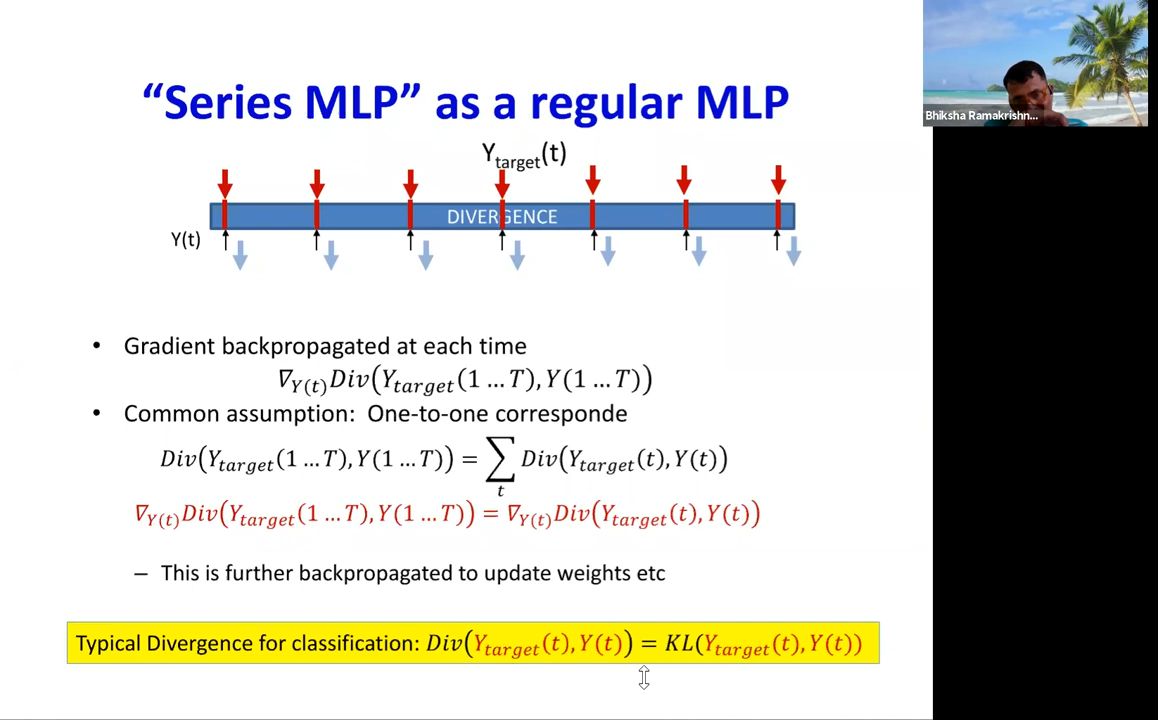 “Series MLP” as a regular MLP
Bhiksha Ramakrishn...
Y_target(t)
DIVERGENCE
Y(t)
• Gradient backpropagated at each time
∇_Y(t) Div(Y_target(1 … T), Y(1 … T))
• Common assumption: One-to-one corresponde
Div(Y_target(1 … T), Y(1 … T)) = ∑_t Div(Y_target(t), Y(t))
∇_Y(t) Div(Y_target(1 … T), Y(1 … T)) = ∇_Y(t) Div(Y_target(t), Y(t))
– This is further backpropagated to update weights etc
Typical Divergence for classification: Div(Y_target(t), Y(t)) = KL(Y_target(t), Y(t))